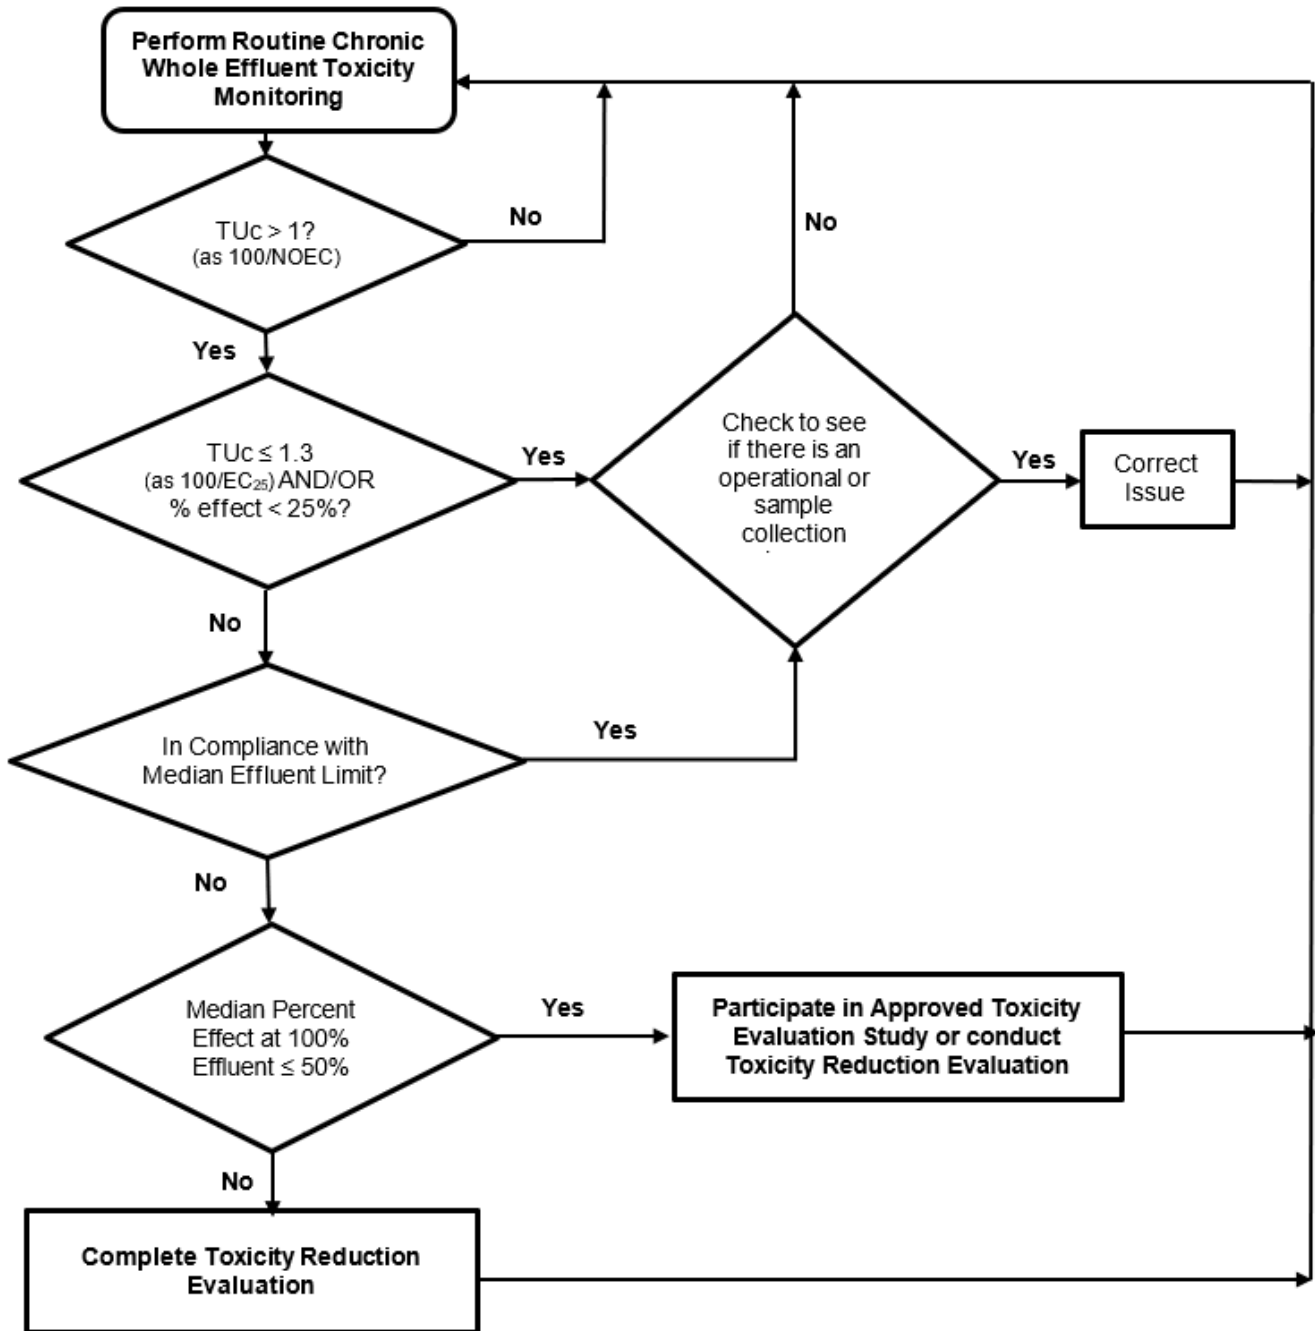 Perform Routine Chronic
Whole Effluent Toxicity
Monitoring
TUc > 1?
(as 100/NOEC)
No
Yes
TUc ≤ 1.3
(as 100/EC₂₅) AND/OR
% effect < 25%?
Yes
No
Check to see
if there is an
operational or
sample
collection
No
Yes
Correct
Issue
In Compliance with
Median Effluent Limit?
Yes
No
Median Percent
Effect at 100%
Effluent ≤ 50%
Yes
Participate in Approved Toxicity
Evaluation Study or conduct
Toxicity Reduction Evaluation
No
Complete Toxicity Reduction
Evaluation